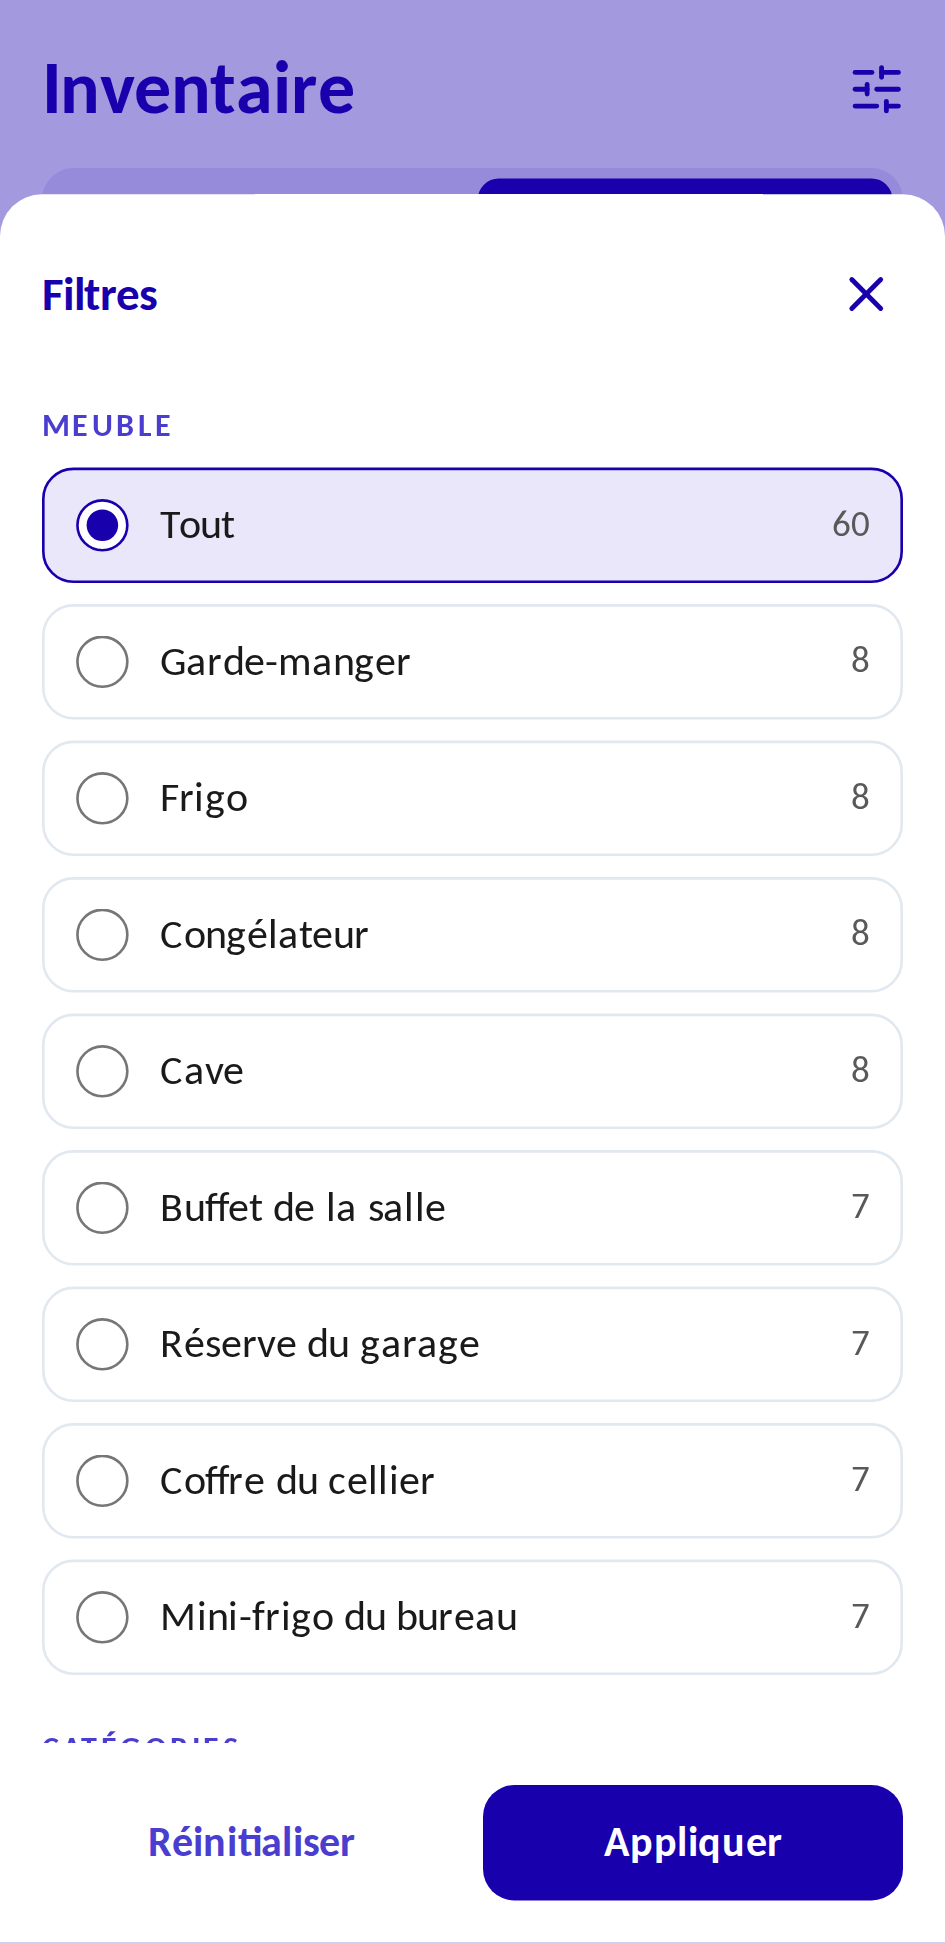 Inventaire
Filtres
MEUBLE
Tout 60
Garde-manger 8
Frigo 8
Congélateur 8
Cave 8
Buffet de la salle 7
Réserve du garage 7
Coffre du cellier 7
Mini-frigo du bureau 7
CATÉGORIES
Réinitialiser Appliquer